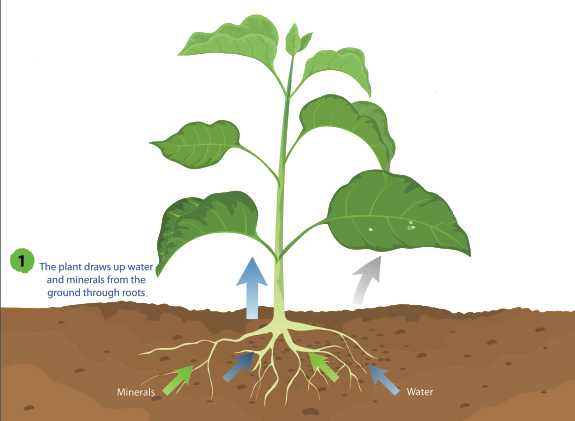 1
The plant draws up water
and minerals from the
ground through roots.
Minerals
Water